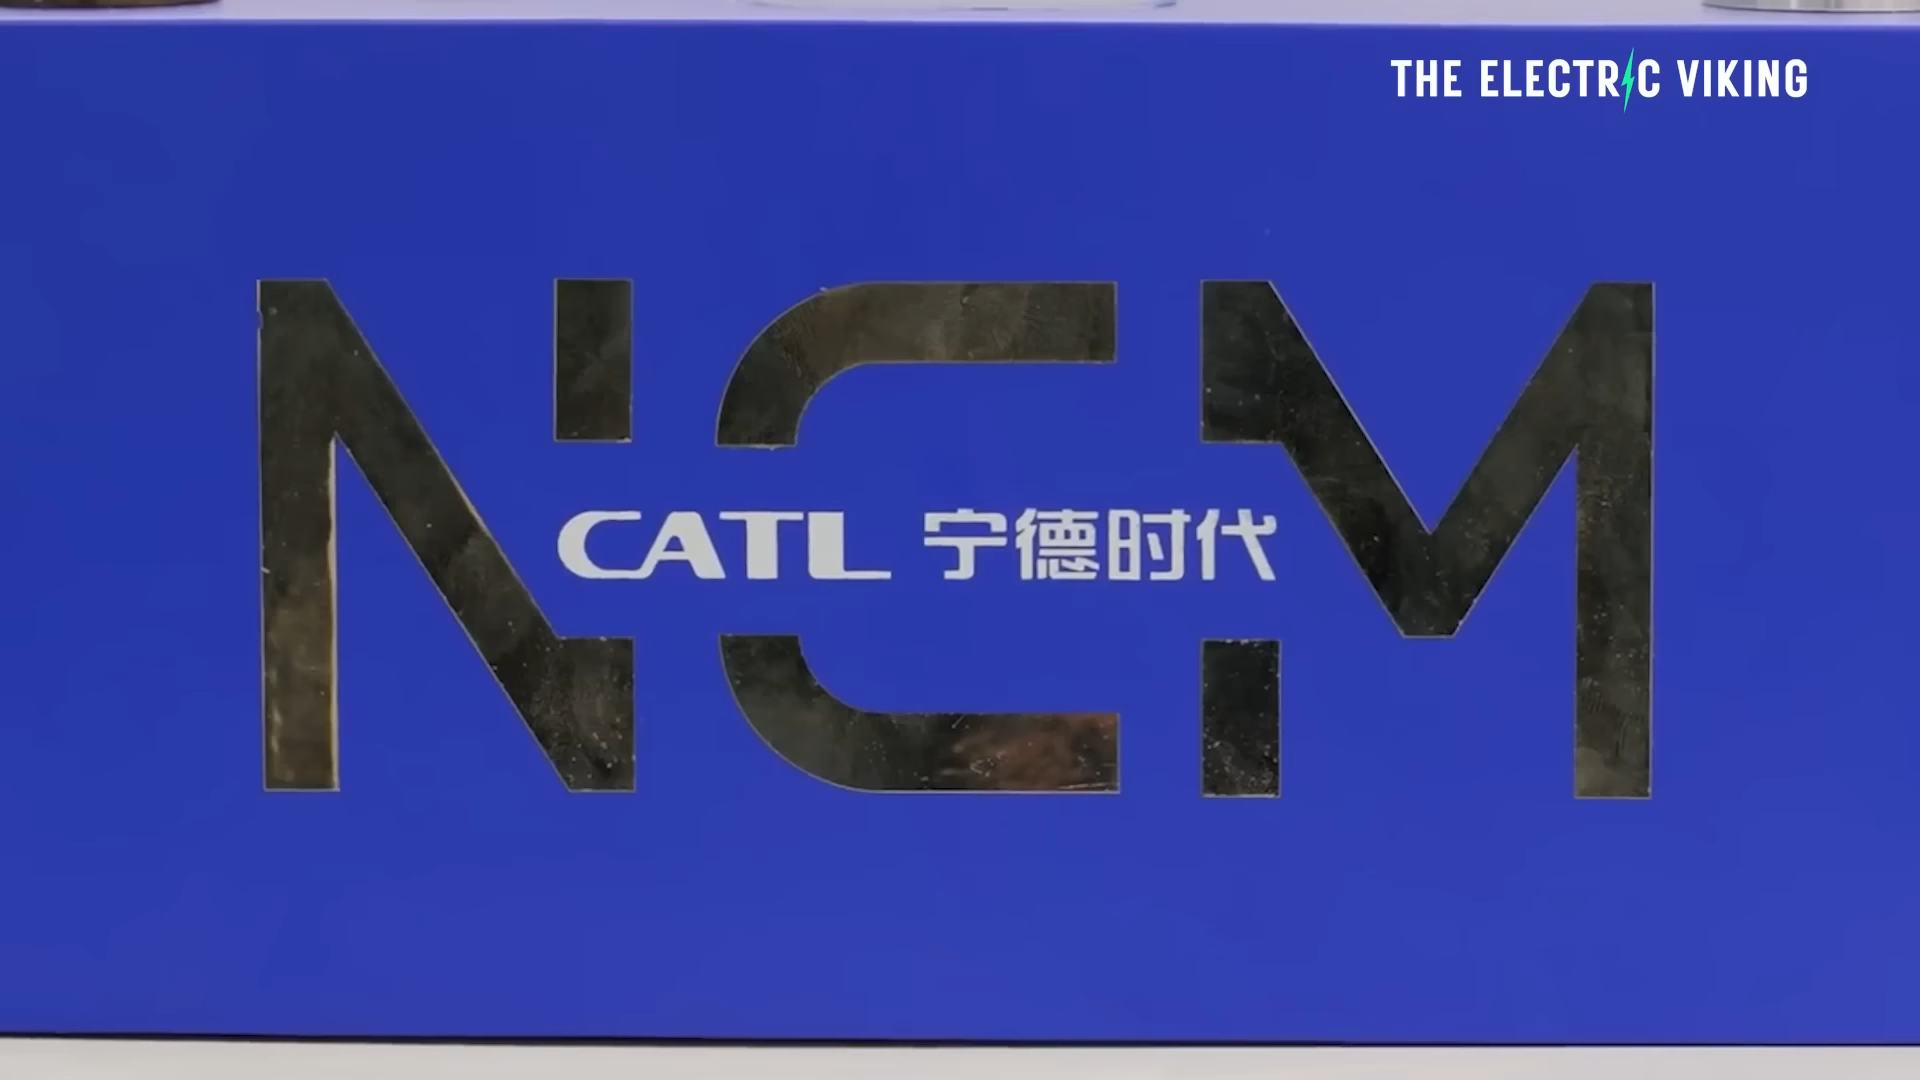 THE ELECTRIC VIKING
NCM
CATL 宁德时代